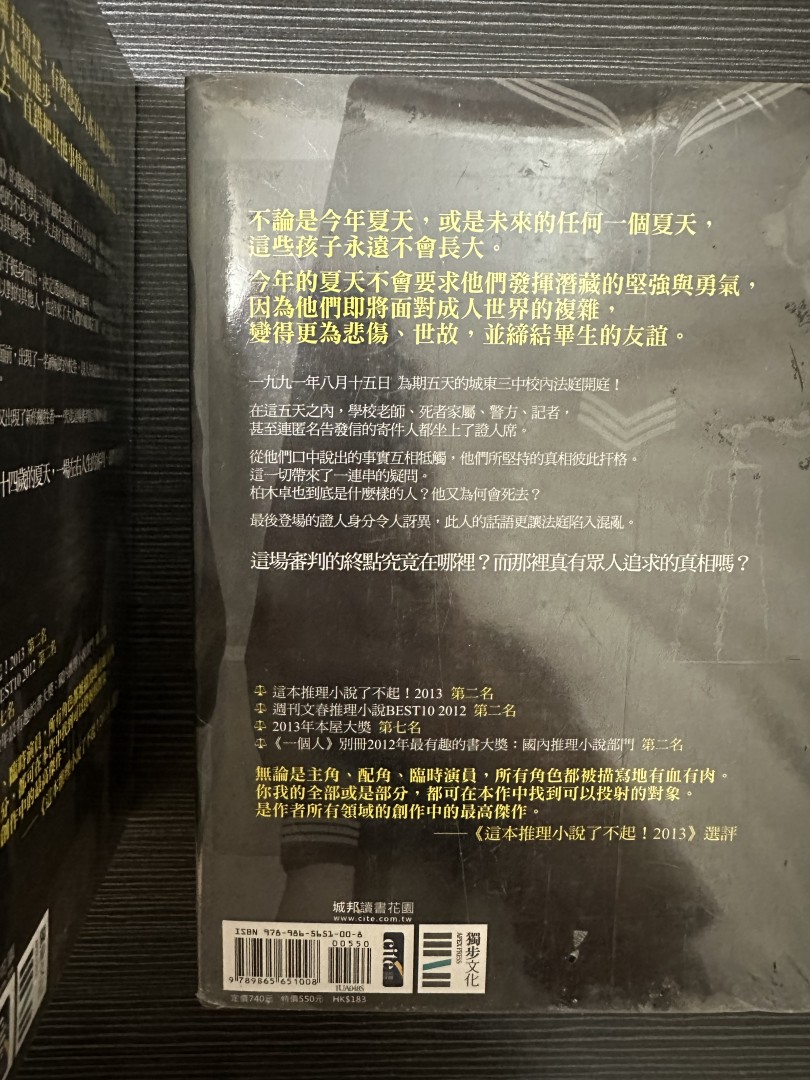 不論是今年夏天，或是未來的任何一個夏天，
這些孩子永遠不會長大。
今年的夏天不會要求他們發揮潛藏的堅強與勇氣，
因為他們即將面對成人世界的複雜，
變得更為悲傷、世故，並締結畢生的友誼。
一九九一年八月十五日 為期五天的城東三中校內法庭開庭！
在這五天之內，學校老師、死者家屬、警方、記者，
甚至連匿名告發信的寄件人都坐上了證人席。
從他們口中說出的事實互相牴觸，他們所堅持的真相彼此扞格。
這一切帶來了一連串的疑問。
柏木卓也到底是什麼樣的人？他又為何會死去？
最後登場的證人身分令人訝異，此人的話語更讓法庭陷入混亂。
這場審判的終點究竟在哪裡？而那裡真有眾人追求的真相嗎？
這本推理小說了不起！2013 第二名
週刊文春推理小說BEST10 2012 第二名
2013年本屋大獎 第七名
《一個人》別冊2012年最有趣的書大獎：國內推理小說部門 第二名
無論是主角、配角、臨時演員，所有角色都被描寫地有血有肉。
你我的全部或是部分，都可在本作中找到可以投射的對象。
是作者所有領域的創作中的最高傑作。
——《這本推理小說了不起！2013》選評
城邦讀書花園
www.cite.com.tw
ISBN 978-986-5651-00-8
00550
9 789865 651008
cite
獨步文化
APEX PRESS
定價740元 特價550元 HK$183
2013 第二名
BEST10 2012 第二名
十四歲的夏天，